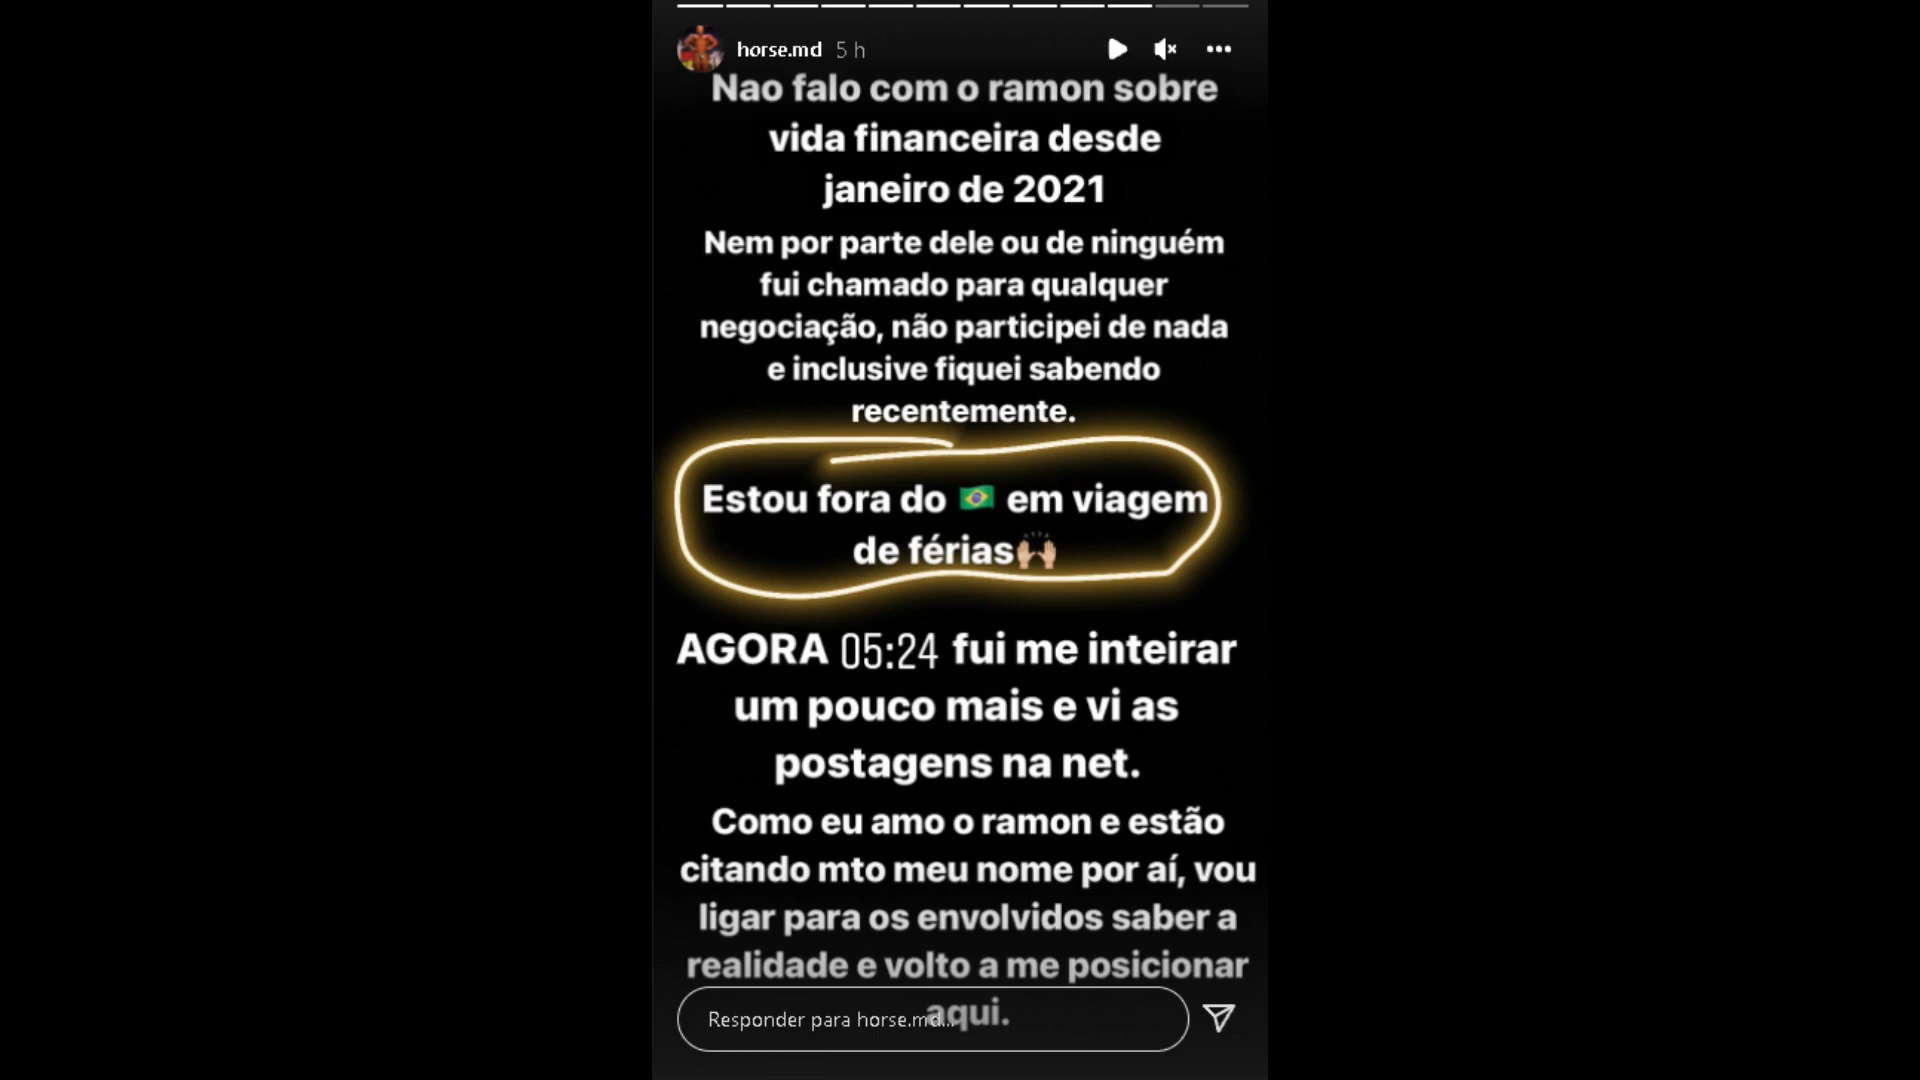 horse.md 5 h
Nao falo com o ramon sobre
vida financeira desde
janeiro de 2021
Nem por parte dele ou de ninguém
fui chamado para qualquer
negociação, não participei de nada
e inclusive fiquei sabendo
recentemente.
Estou fora do 🇧🇷 em viagem
de férias🙌🏼
AGORA 05:24 fui me inteirar
um pouco mais e vi as
postagens na net.
Como eu amo o ramon e estão
citando mto meu nome por aí, vou
ligar para os envolvidos saber a
realidade e volto a me posicionar
aqui.
Responder para horse.md...